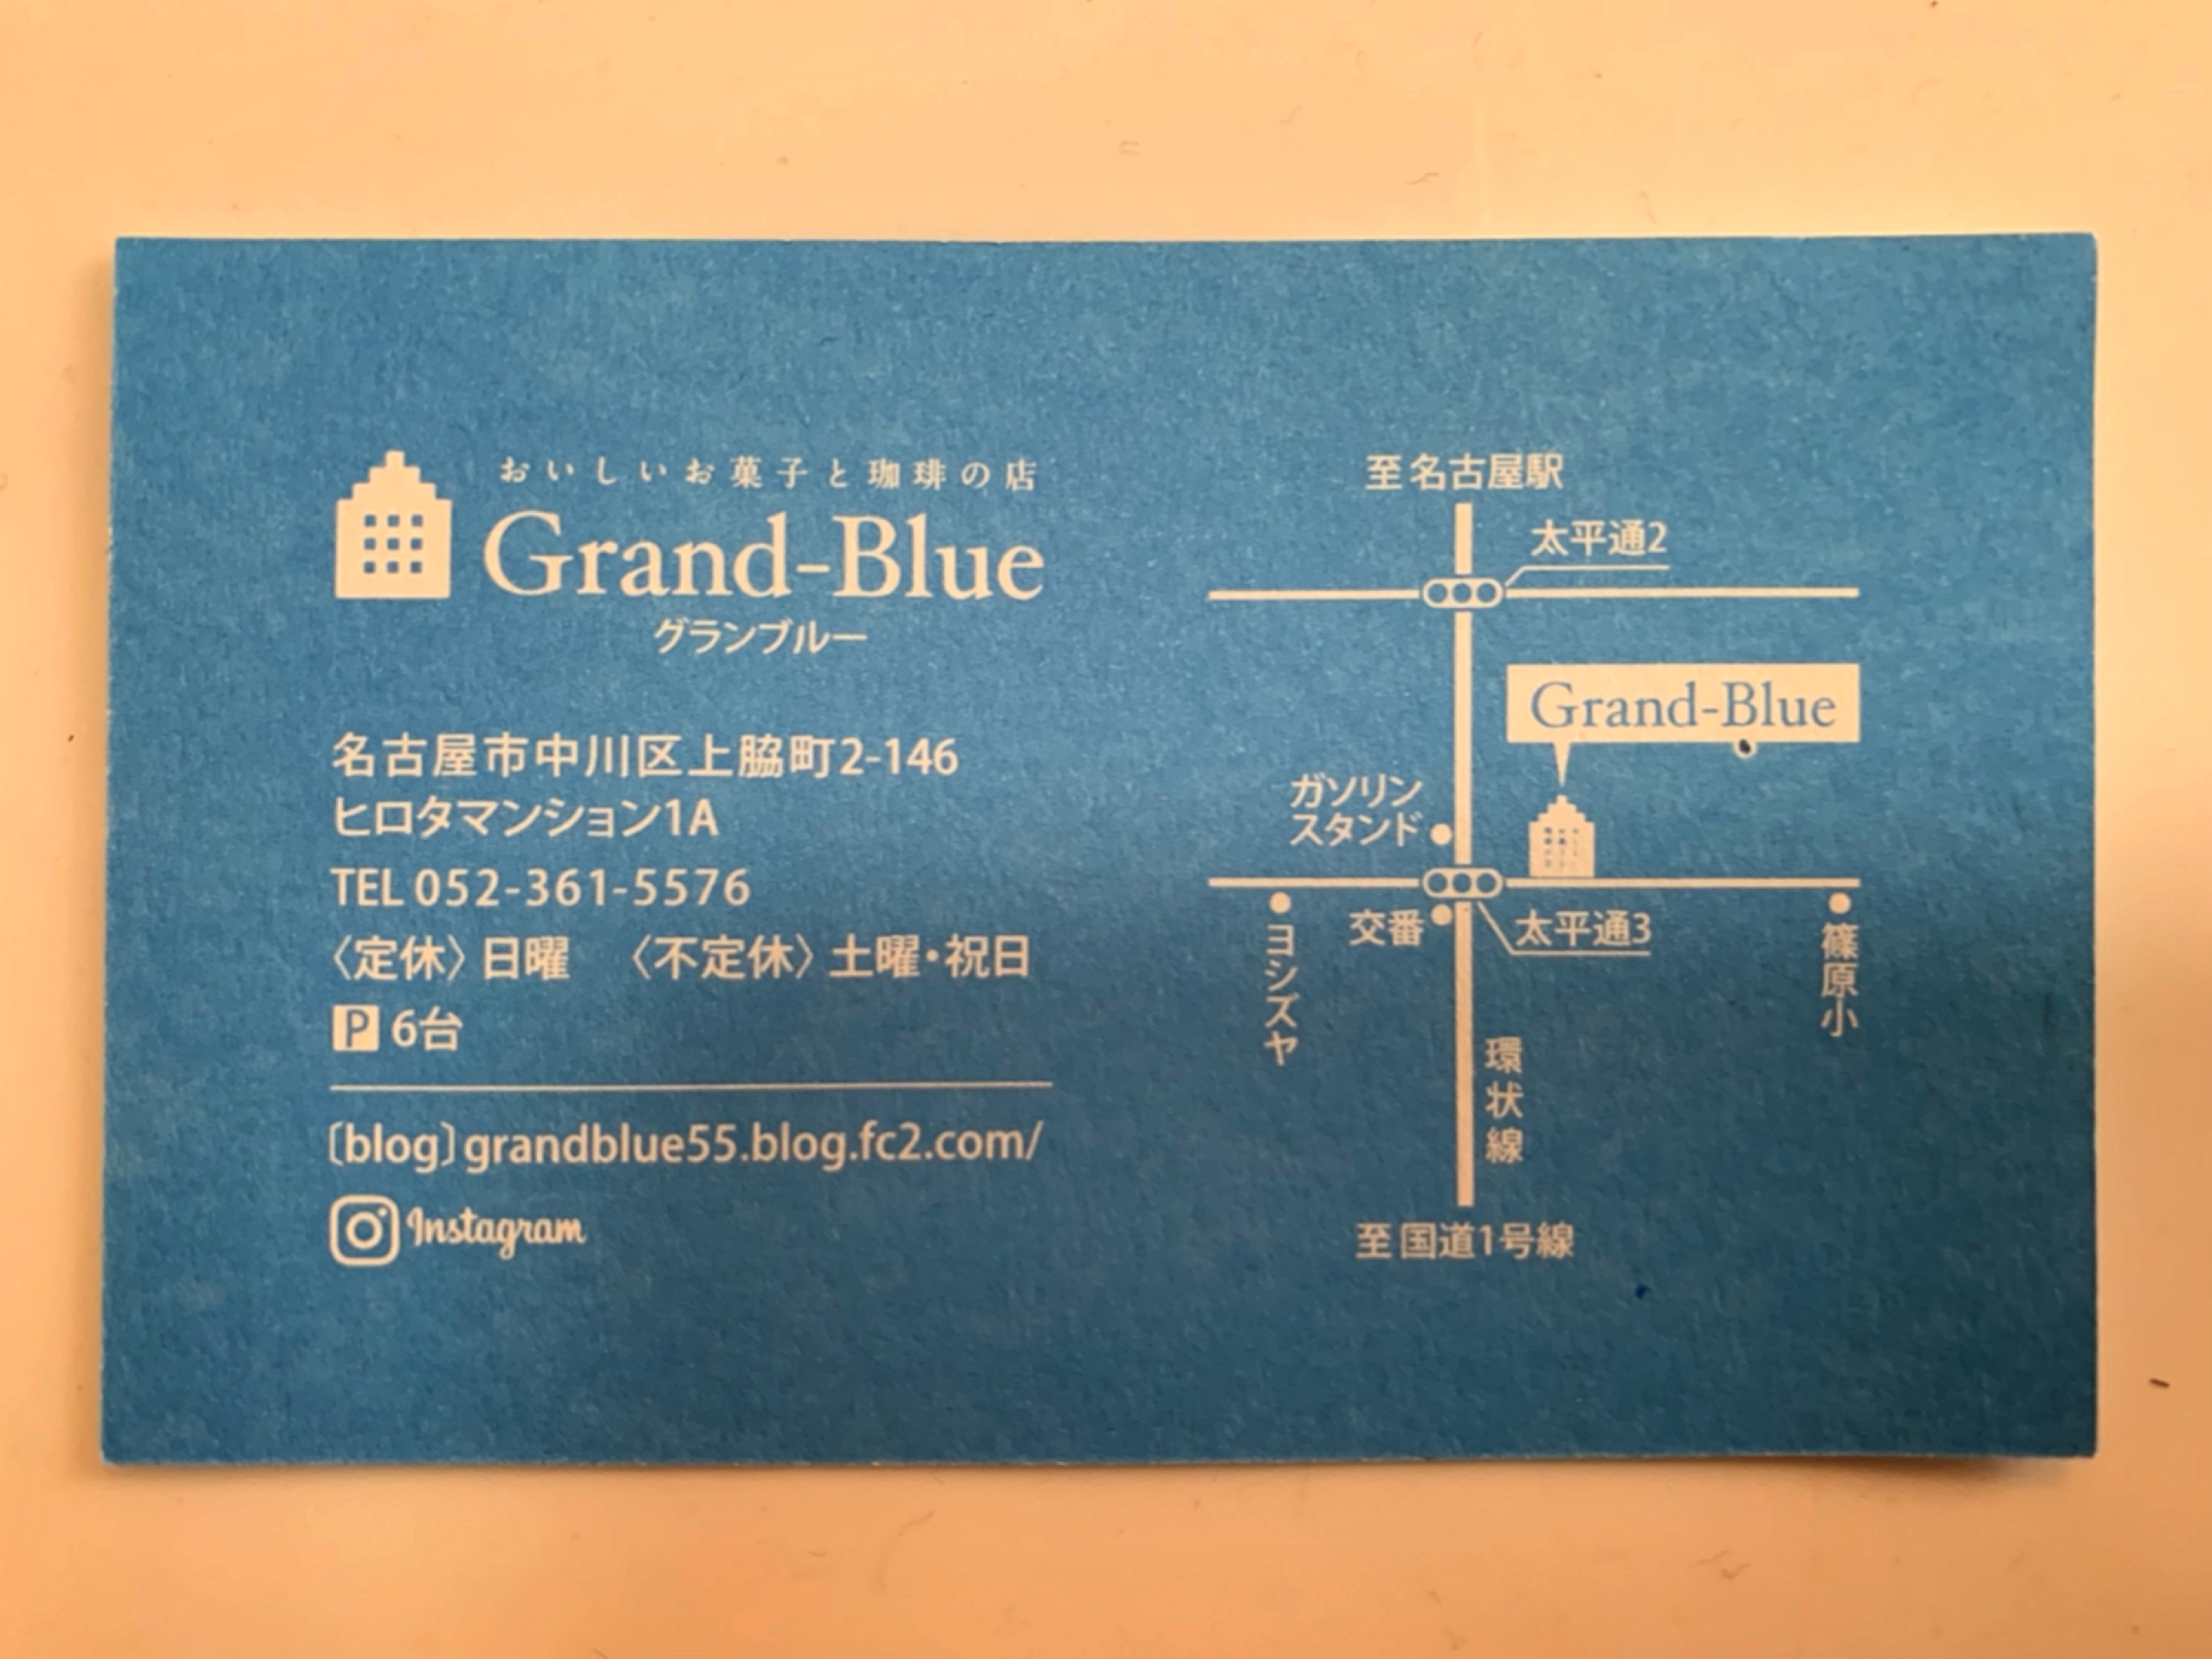 おいしいお菓子と珈琲の店
Grand-Blue
グランブルー
名古屋市中川区上脇町2-146
ヒロタマンション1A
TEL 052-361-5576
〈定休〉日曜　〈不定休〉土曜・祝日
P 6台
〔blog〕grandblue55.blog.fc2.com/
Instagram
至 名古屋駅
太平通2
Grand-Blue
ガソリン
スタンド
交番
太平通3
ヨシヅヤ
篠原小
環状線
至 国道1号線